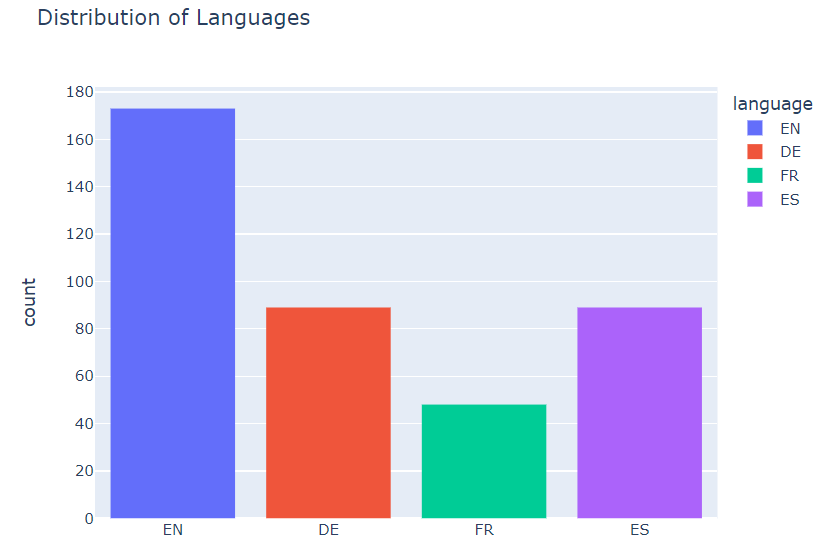 Distribution of Languages
180
160
140
120
100
80
60
40
20
0
count
EN
DE
FR
ES
language
EN
DE
FR
ES